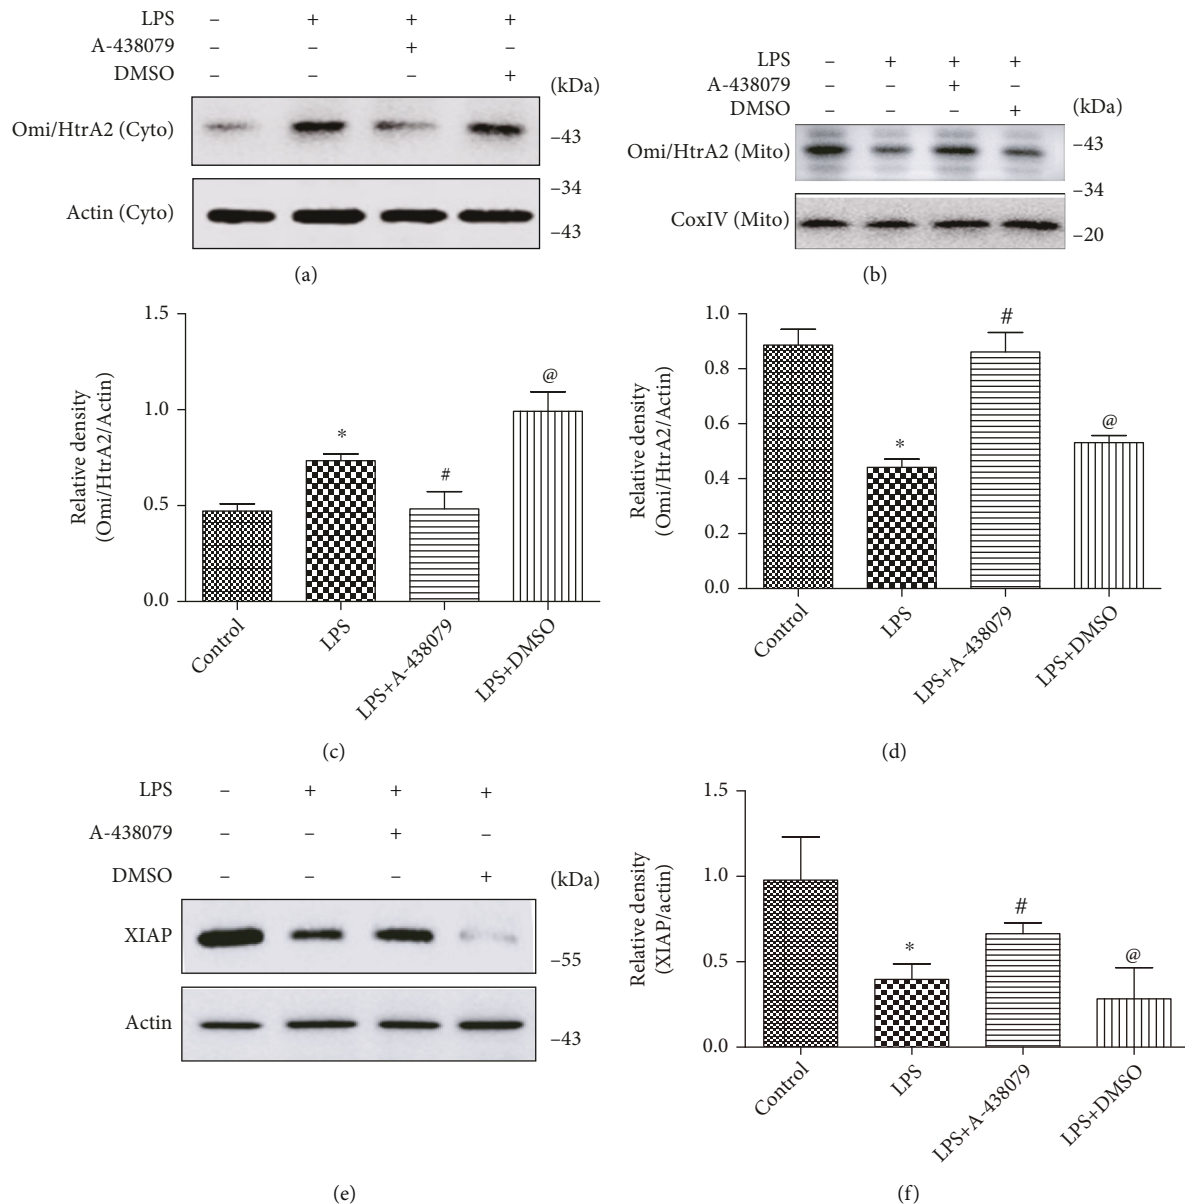 LPS – + + +
A-438079 – – + –
DMSO – – – +
(kDa)
Omi/HtrA2 (Cyto)
–43
–34
Actin (Cyto)
–43
(a)
LPS – + + +
A-438079 – – + –
DMSO – – – +
(kDa)
Omi/HtrA2 (Mito)
–43
–34
CoxIV (Mito)
–20
(b)
Relative density
(Omi/HtrA2/Actin)
1.5
1.0
0.5
0.0
*
#
@
Control
LPS
LPS+A-438079
LPS+DMSO
(c)
Relative density
(Omi/HtrA2/Actin)
1.0
0.8
0.6
0.4
0.2
0.0
*
#
@
Control
LPS
LPS+A-438079
LPS+DMSO
(d)
LPS – + + +
A-438079 – – + –
DMSO – – – +
(kDa)
XIAP
–55
Actin
–43
(e)
Relative density
(XIAP/actin)
1.5
1.0
0.5
0.0
*
#
@
Control
LPS
LPS+A-438079
LPS+DMSO
(f)